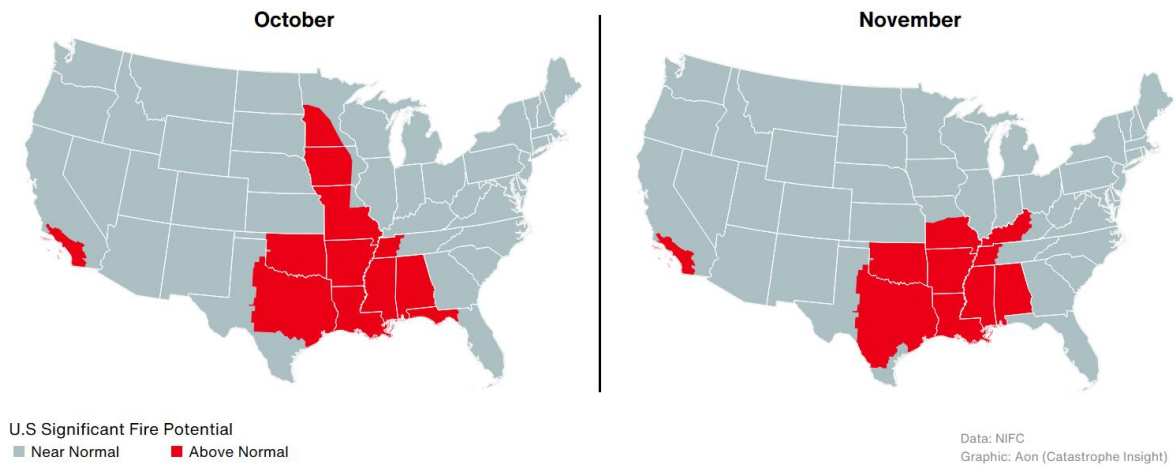 October
November
U.S Significant Fire Potential
Near Normal
Above Normal
Data: NIFC
Graphic: Aon (Catastrophe Insight)